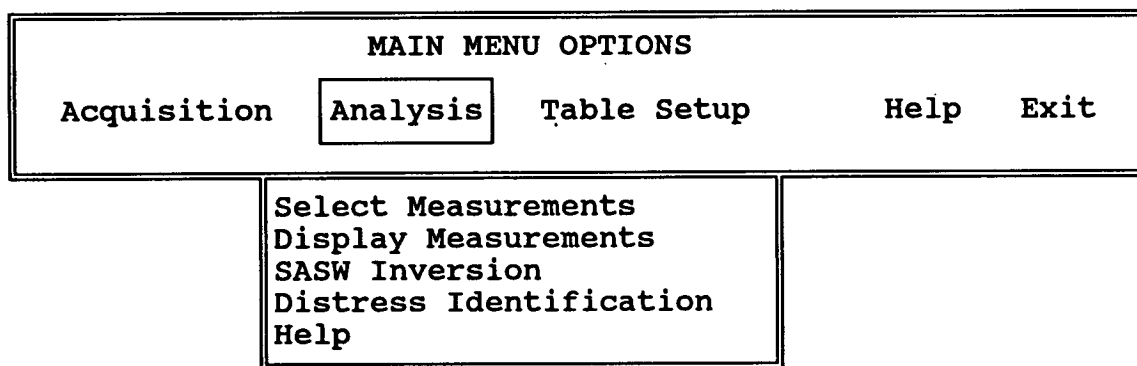 MAIN MENU OPTIONS
Acquisition Analysis Table Setup Help Exit
Select Measurements
Display Measurements
SASW Inversion
Distress Identification
Help